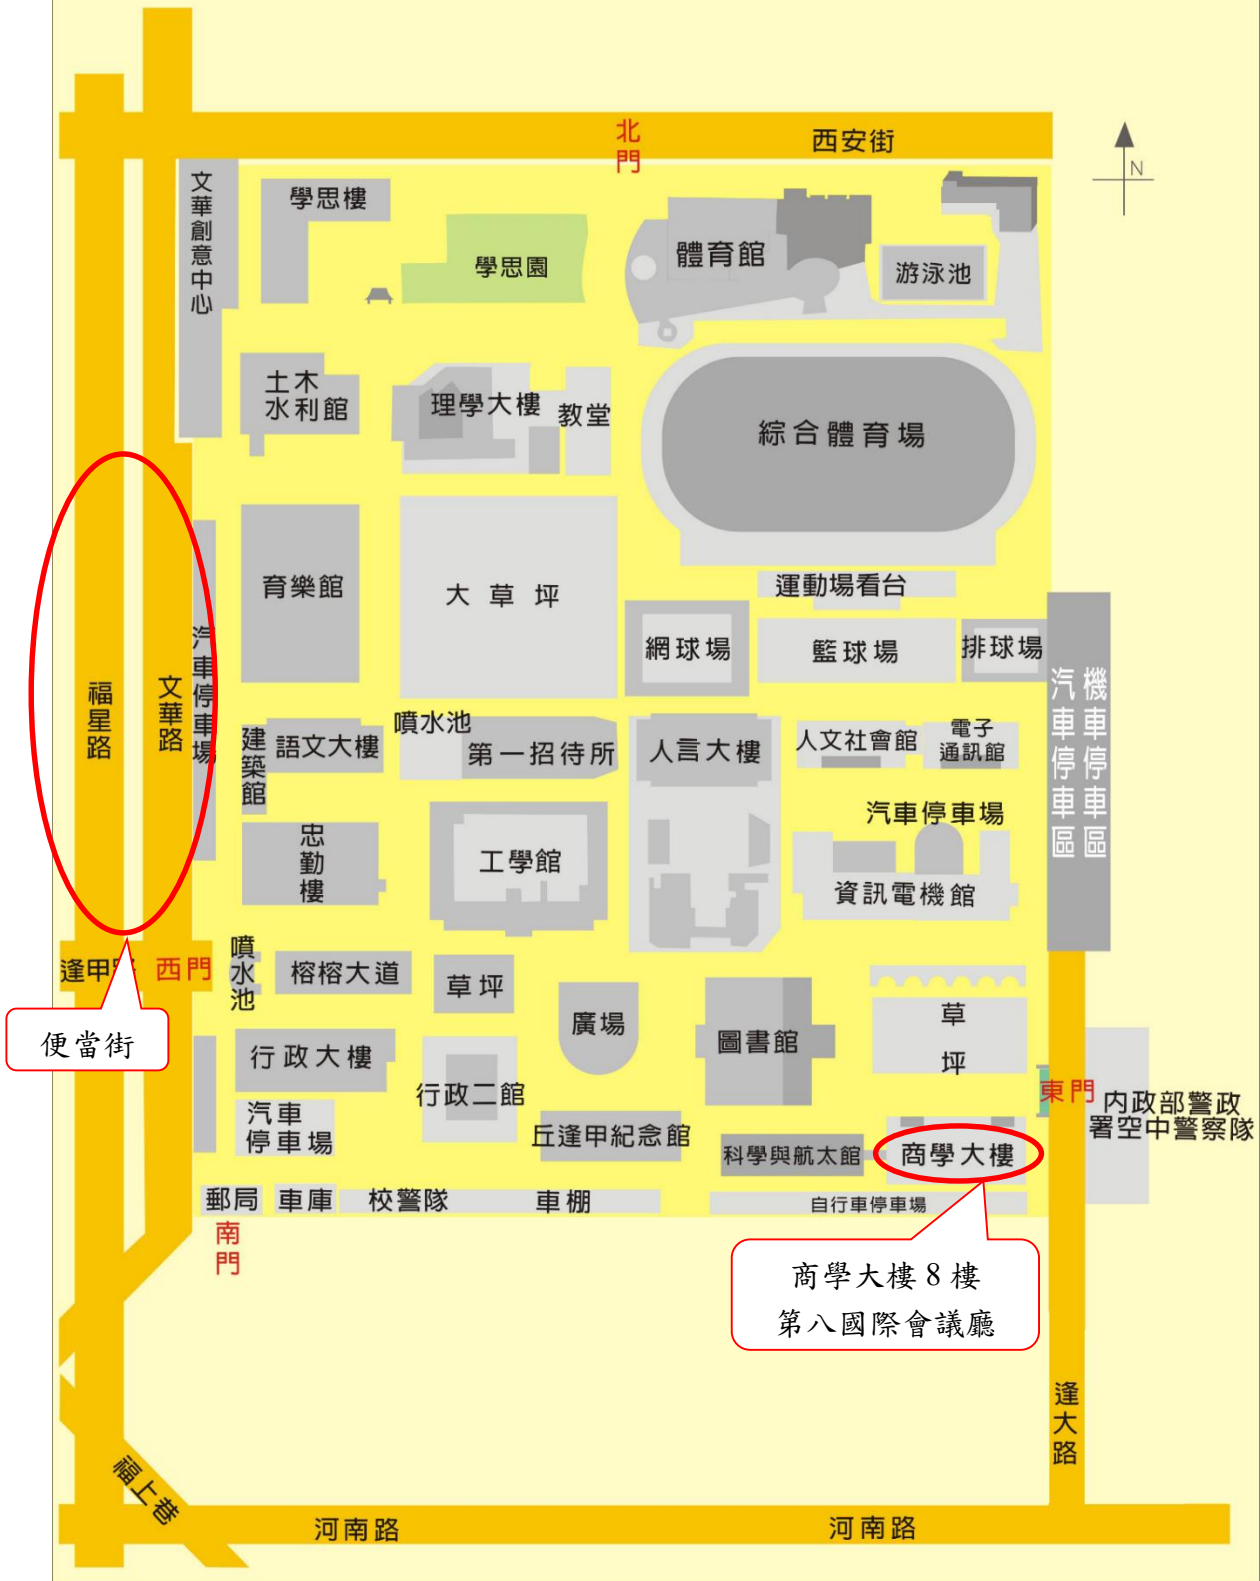 北門
西安街
N
文華創意中心
學思樓
學思園
體育館
游泳池
土木
水利館
理學大樓
教堂
綜合體育場
育樂館
大草坪
運動場看台
網球場
籃球場
排球場
汽車停車場
福星路
文華路
汽車停車區
機車停車區
建築館
語文大樓
噴水池
第一招待所
人言大樓
人文社會館
電子
通訊館
忠勤樓
工學館
汽車停車場
資訊電機館
逢甲路
西門
噴水池
榕榕大道
草坪
廣場
圖書館
草坪
便當街
行政大樓
行政二館
東門
內政部警政
署空中警察隊
汽車
停車場
丘逢甲紀念館
科學與航太館
商學大樓
郵局
車庫
校警隊
車棚
自行車停車場
南門
商學大樓 8 樓
第八國際會議廳
逢大路
福上巷
河南路
河南路